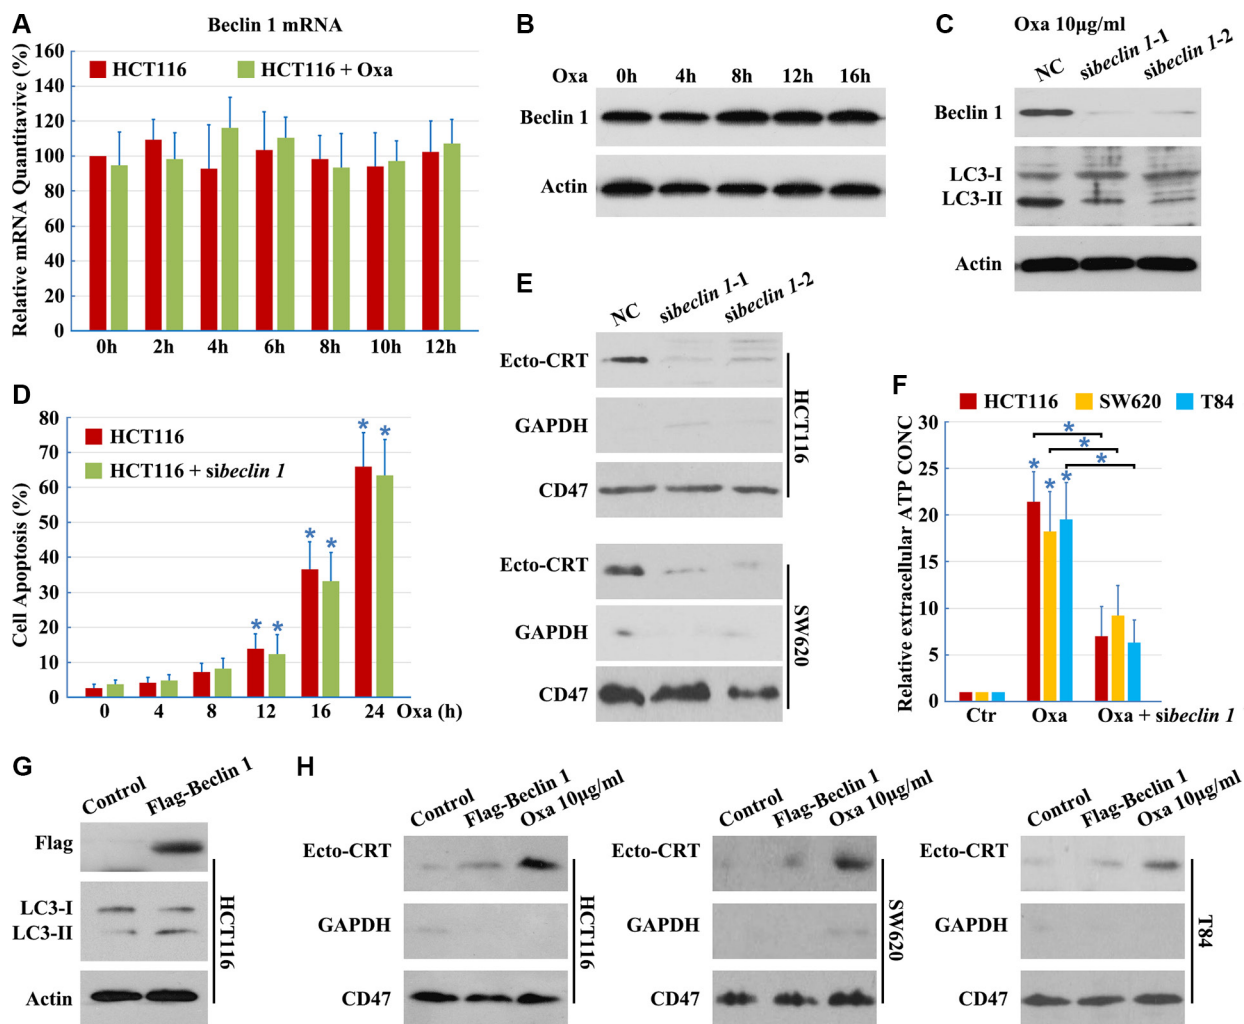 A
Beclin 1 mRNA
Relative mRNA Quantitavive (%)
160
140
120
100
80
60
40
20
0
HCT116
HCT116 + Oxa
0h 2h 4h 6h 8h 10h 12h
B
Oxa 0h 4h 8h 12h 16h
Beclin 1
Actin
C
Oxa 10μg/ml
NC sibeclin 1-1 sibeclin 1-2
Beclin 1
LC3-I
LC3-II
Actin
D
Cell Apoptosis (%)
80
70
60
50
40
30
20
10
0
HCT116
HCT116 + sibeclin 1
* * * * * *
0 4 8 12 16 24 Oxa (h)
E
NC sibeclin 1-1 sibeclin 1-2
Ecto-CRT
GAPDH
CD47
HCT116
Ecto-CRT
GAPDH
CD47
SW620
F
HCT116 SW620 T84
Relative extracellular ATP CONC
30
25
20
15
10
5
0
*
*
*
* * *
Ctr Oxa Oxa + sibeclin 1
G
Control Flag-Beclin 1
Flag
LC3-I
LC3-II
Actin
HCT116
H
Control Flag-Beclin 1 Oxa 10μg/ml
Ecto-CRT
GAPDH
CD47
HCT116
Control Flag-Beclin 1 Oxa 10μg/ml
Ecto-CRT
GAPDH
CD47
SW620
Control Flag-Beclin 1 Oxa 10μg/ml
Ecto-CRT
GAPDH
CD47
T84